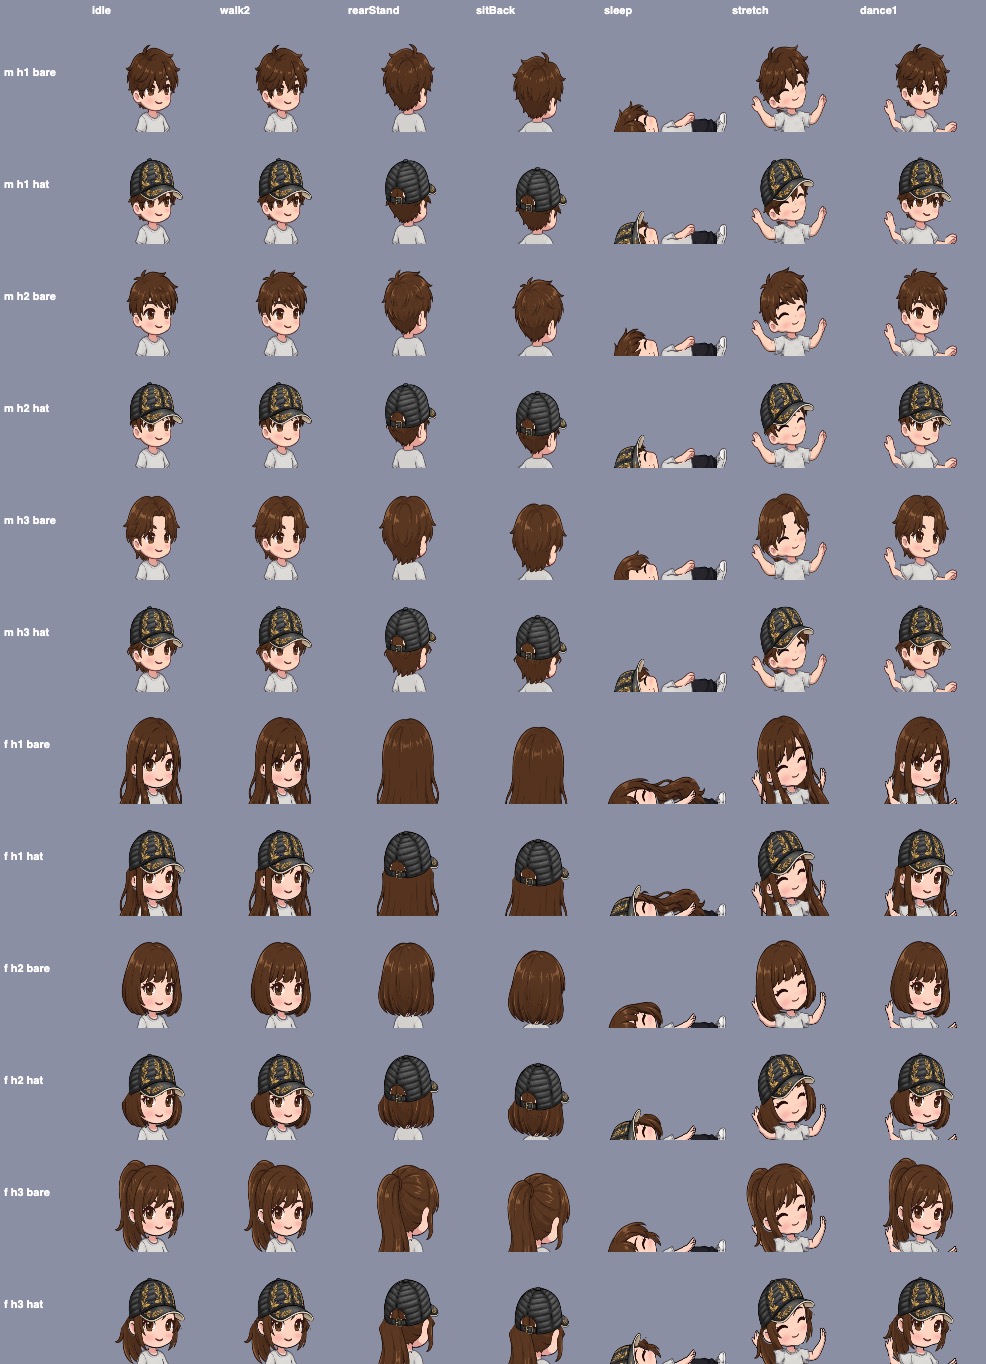 idle walk2 rearStand sitBack sleep stretch dance1
m h1 bare
m h1 hat
m h2 bare
m h2 hat
m h3 bare
m h3 hat
f h1 bare
f h1 hat
f h2 bare
f h2 hat
f h3 bare
f h3 hat